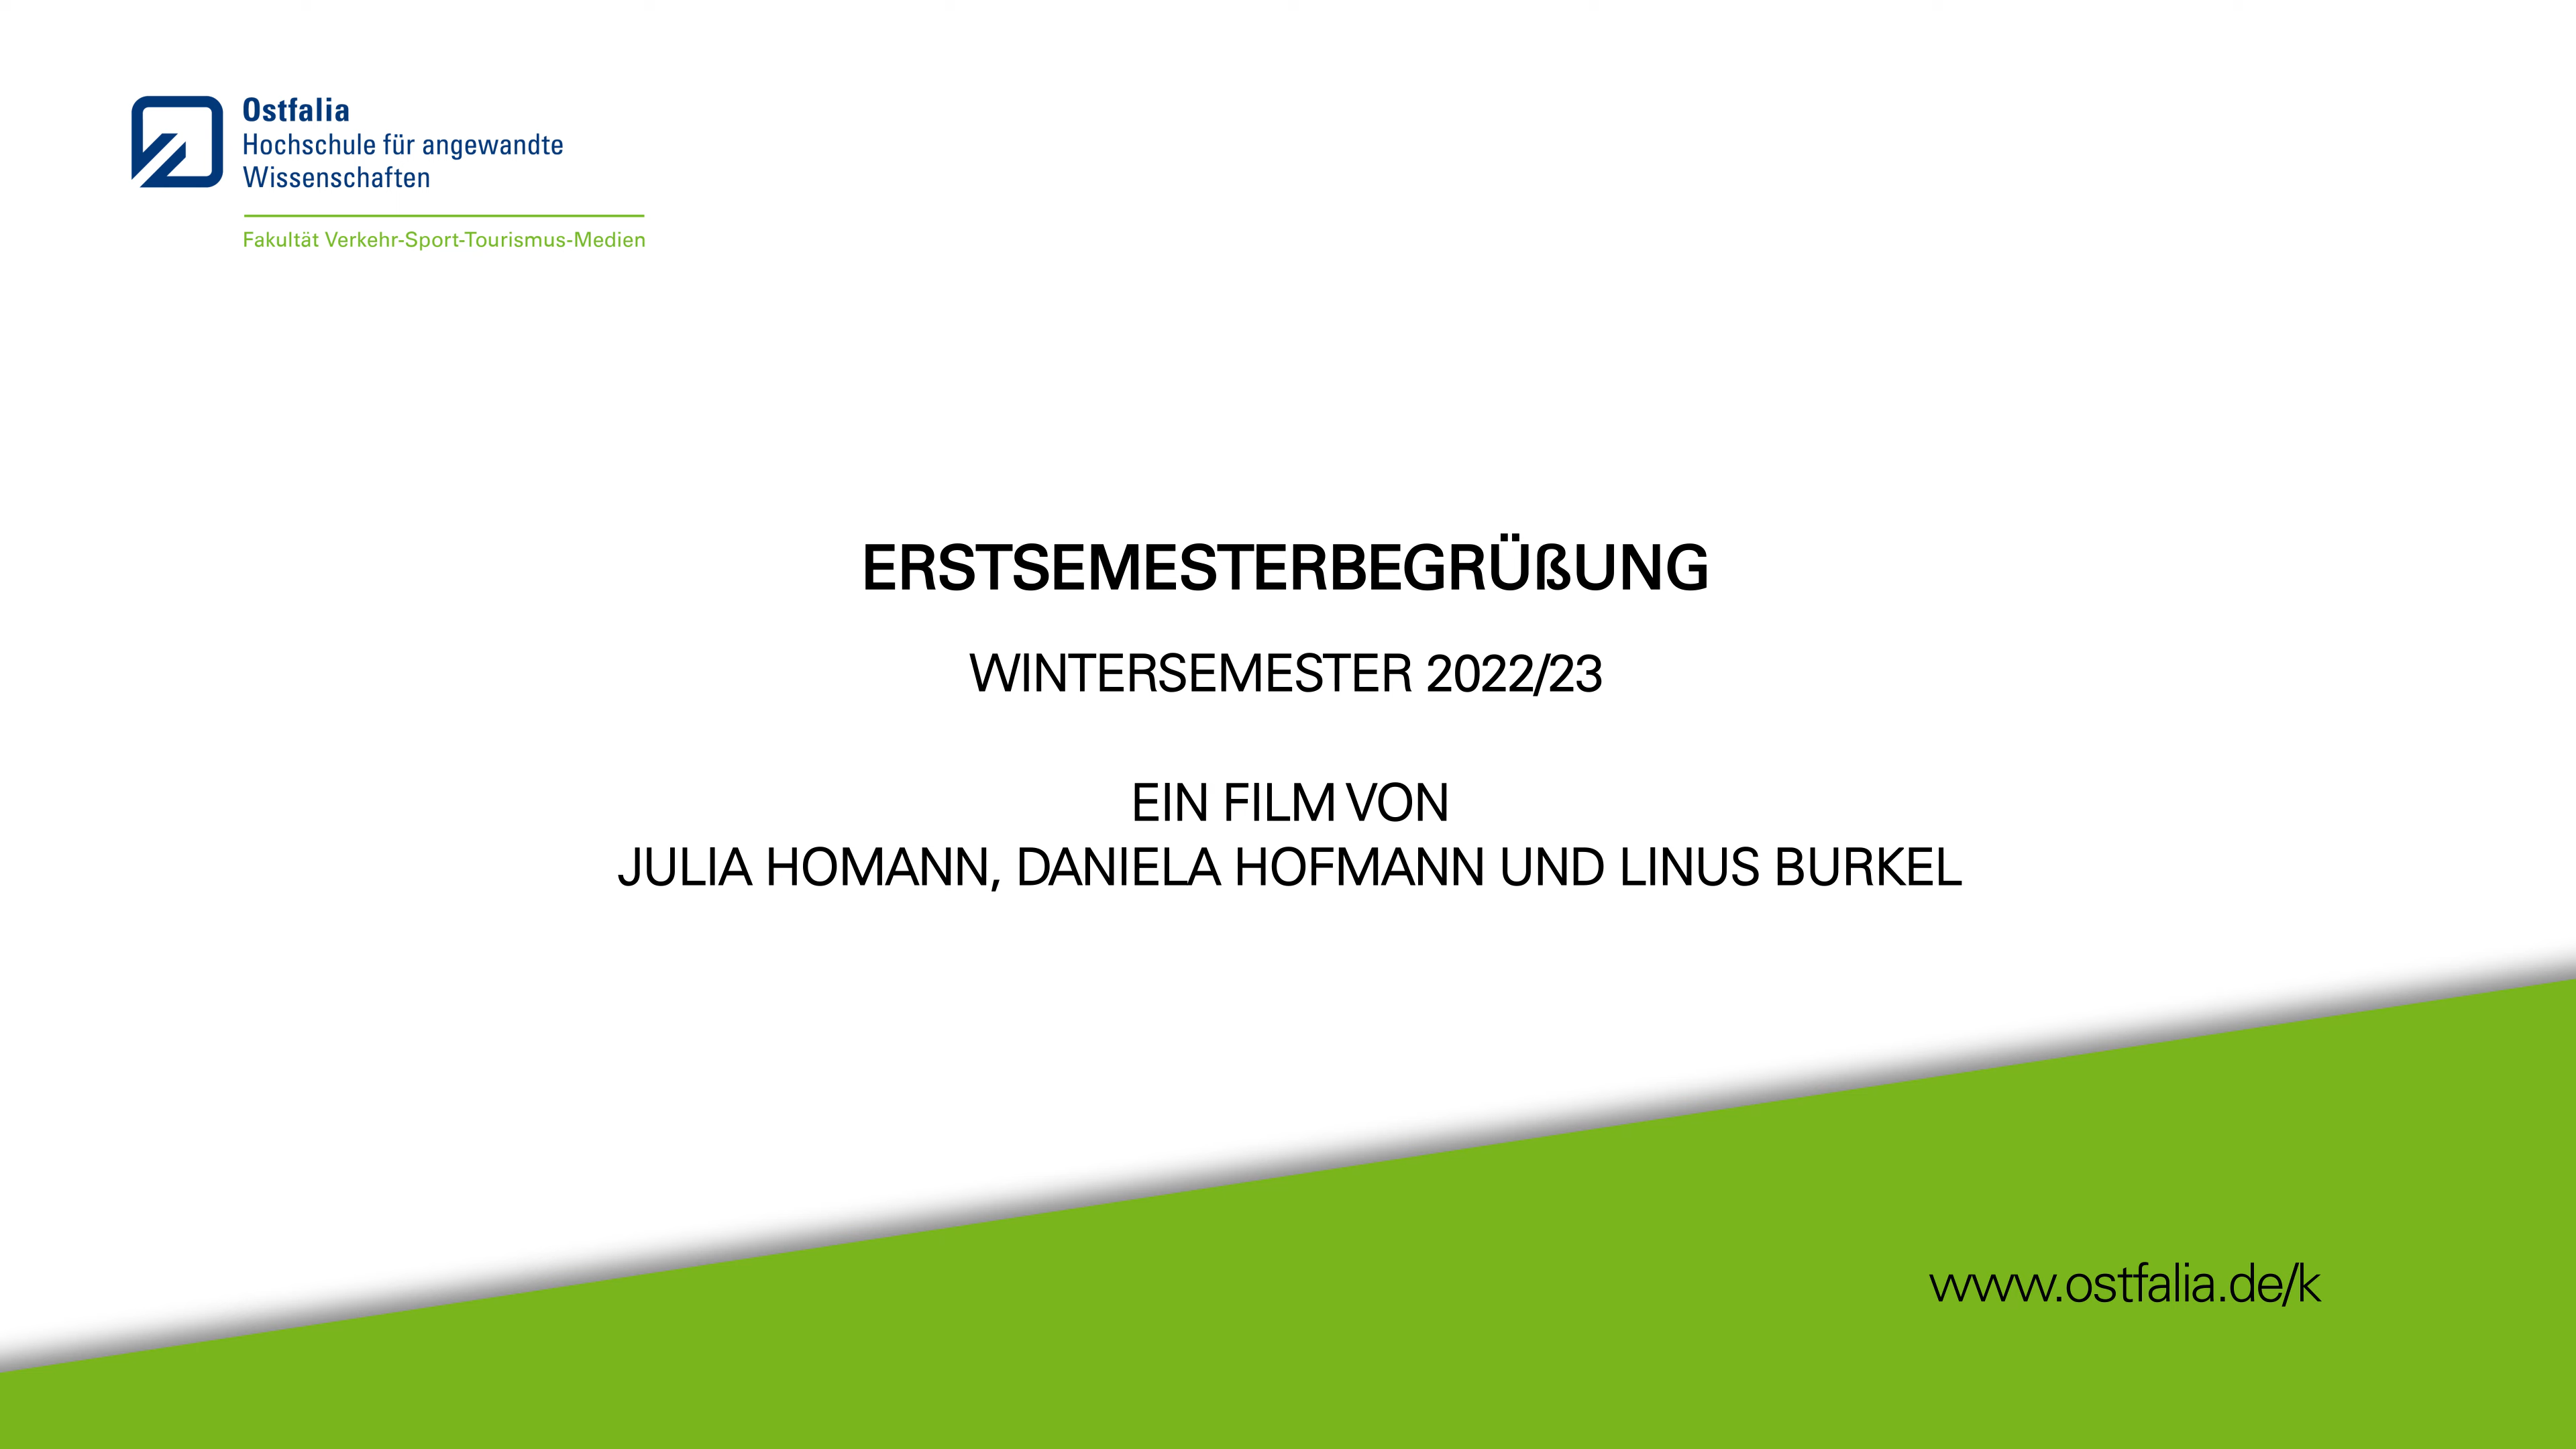 Ostfalia
Hochschule für angewandte
Wissenschaften
Fakultät Verkehr-Sport-Tourismus-Medien
ERSTSEMESTERBEGRÜßUNG
WINTERSEMESTER 2022/23
EIN FILM VON
JULIA HOMANN, DANIELA HOFMANN UND LINUS BURKEL
www.ostfalia.de/k